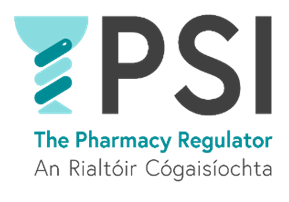 PSI
The Pharmacy Regulator
An Rialtóir Cógaisíochta